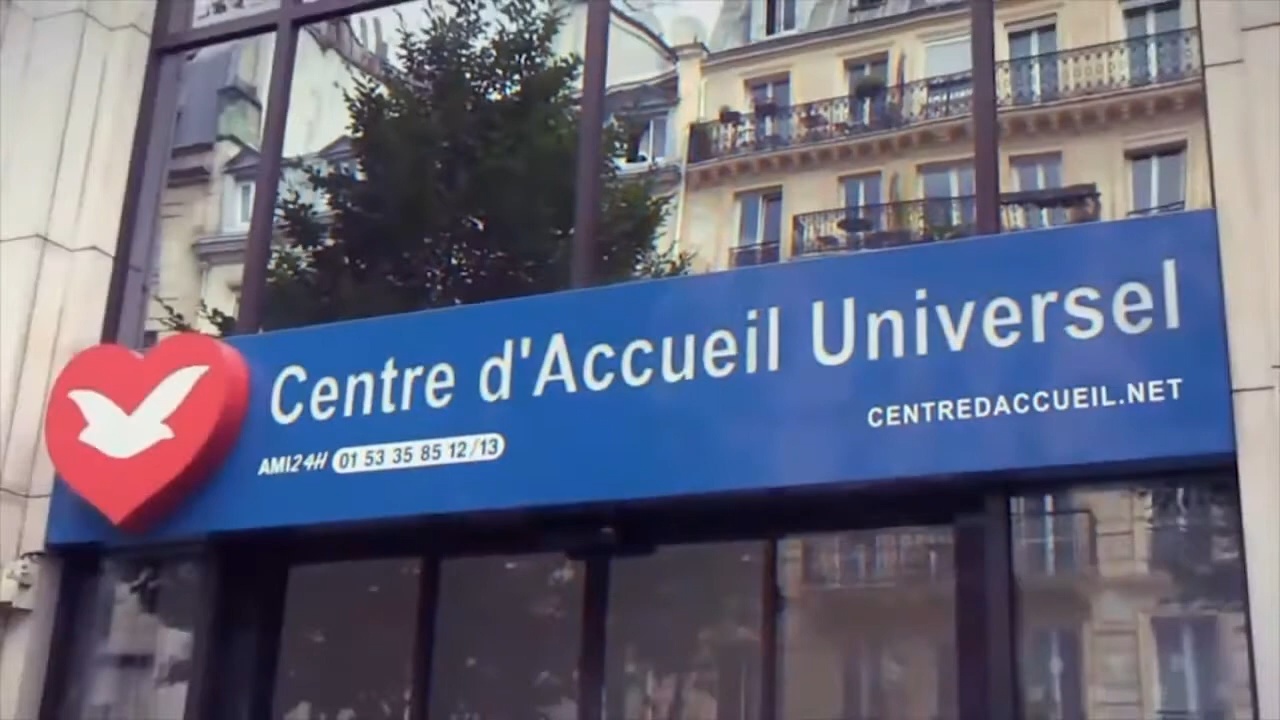 Centre d'Accueil Universel
CENTREDACCUEIL.NET
AMI24H 01 53 35 85 12/13